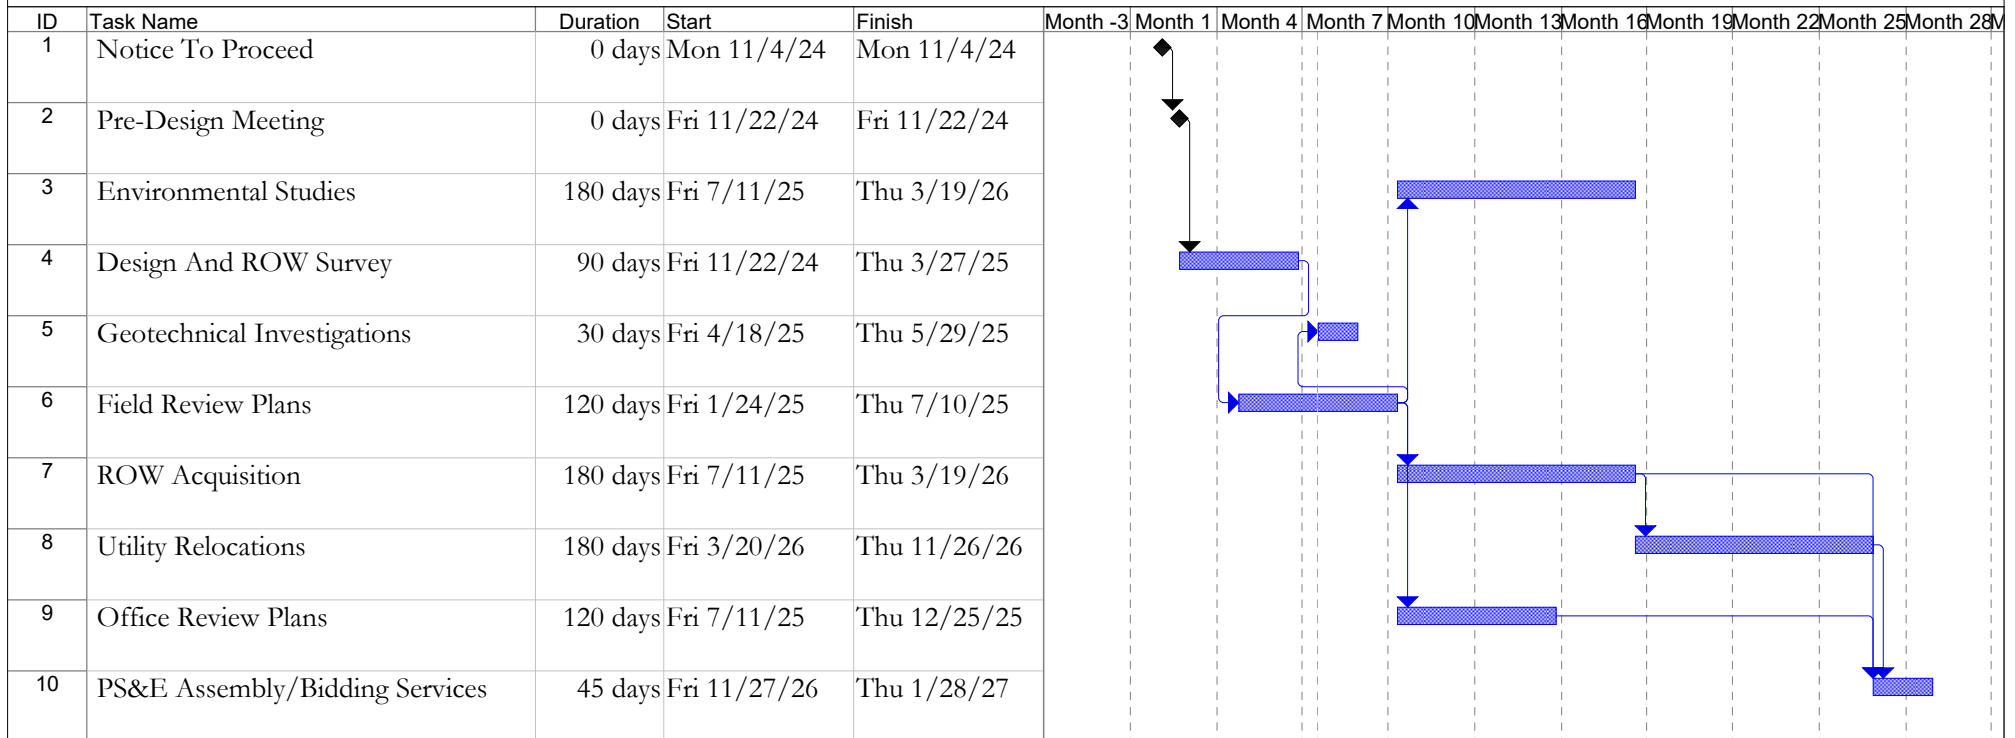 ID Task Name Duration Start Finish Month -3 Month 1 Month 4 Month 7 Month 10 Month 13 Month 16 Month 19 Month 22 Month 25 Month 28 M
1 Notice To Proceed 0 days Mon 11/4/24 Mon 11/4/24
2 Pre-Design Meeting 0 days Fri 11/22/24 Fri 11/22/24
3 Environmental Studies 180 days Fri 7/11/25 Thu 3/19/26
4 Design And ROW Survey 90 days Fri 11/22/24 Thu 3/27/25
5 Geotechnical Investigations 30 days Fri 4/18/25 Thu 5/29/25
6 Field Review Plans 120 days Fri 1/24/25 Thu 7/10/25
7 ROW Acquisition 180 days Fri 7/11/25 Thu 3/19/26
8 Utility Relocations 180 days Fri 3/20/26 Thu 11/26/26
9 Office Review Plans 120 days Fri 7/11/25 Thu 12/25/25
10 PS&E Assembly/Bidding Services 45 days Fri 11/27/26 Thu 1/28/27